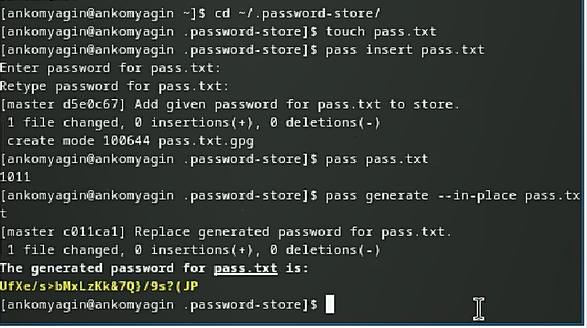 [ankomyagin@ankomyagin ~]$ cd ~/.password-store/
[ankomyagin@ankomyagin .password-store]$ touch pass.txt
[ankomyagin@ankomyagin .password-store]$ pass insert pass.txt
Enter password for pass.txt:
Retype password for pass.txt:
[master d5e0c67] Add given password for pass.txt to store.
1 file changed, 0 insertions(+), 0 deletions(-)
create mode 100644 pass.txt.gpg
[ankomyagin@ankomyagin .password-store]$ pass pass.txt
1011
[ankomyagin@ankomyagin .password-store]$ pass generate --in-place pass.tx
t
[master c011ca1] Replace generated password for pass.txt.
1 file changed, 0 insertions(+), 0 deletions(-)
The generated password for pass.txt is:
UfXe/s>bMxLzKk&7Q}/9s?(JP
[ankomyagin@ankomyagin .password-store]$